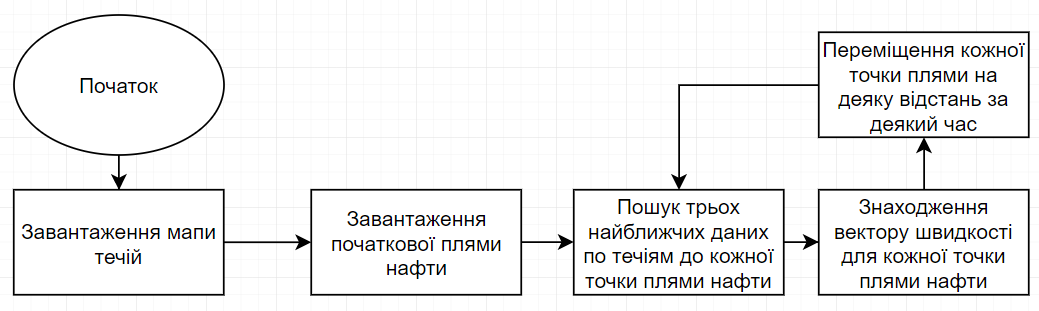 Початок
Завантаження мапи
течій
Завантаження
початкової плями
нафти
Пошук трьох
найближчих даних
по течіям до кожної
точки плями нафти
Знаходження
вектору швидкості
для кожної точки
плями нафти
Переміщення кожної
точки плями на
деяку відстань за
деякий час